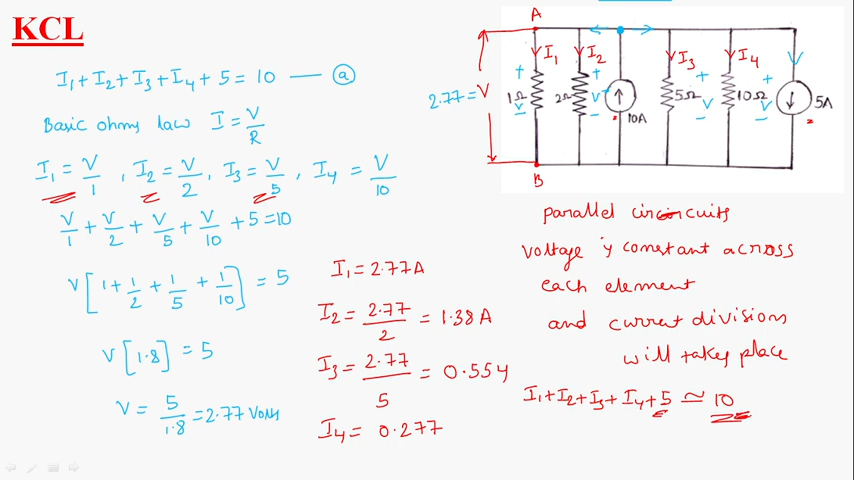 KCL
I₁ + I₂ + I₃ + I₄ + 5 = 10 — ⓐ
Basic ohms law I = V/R
I₁ = V/1 , I₂ = V/2 , I₃ = V/5 , I₄ = V/10
V/1 + V/2 + V/5 + V/10 + 5 = 10
V [ 1 + 1/2 + 1/5 + 1/10 ] = 5
V [ 1.8 ] = 5
V = 5/1.8 = 2.77 Volts
I₁ = 2.77A
I₂ = 2.77/2 = 1.38 A
I₃ = 2.77/5 = 0.554
I₄ = 0.277
A
I₁ I₂ I₃ I₄
+ + + +
2.77 = V
1Ω 2Ω V 10A 5Ω V 10Ω V 5A
V
− − − −
B
parallel circuits
voltage is constant across
each element
and current divisions
will takes place
I₁ + I₂ + I₃ + I₄ + 5 ≃ 10